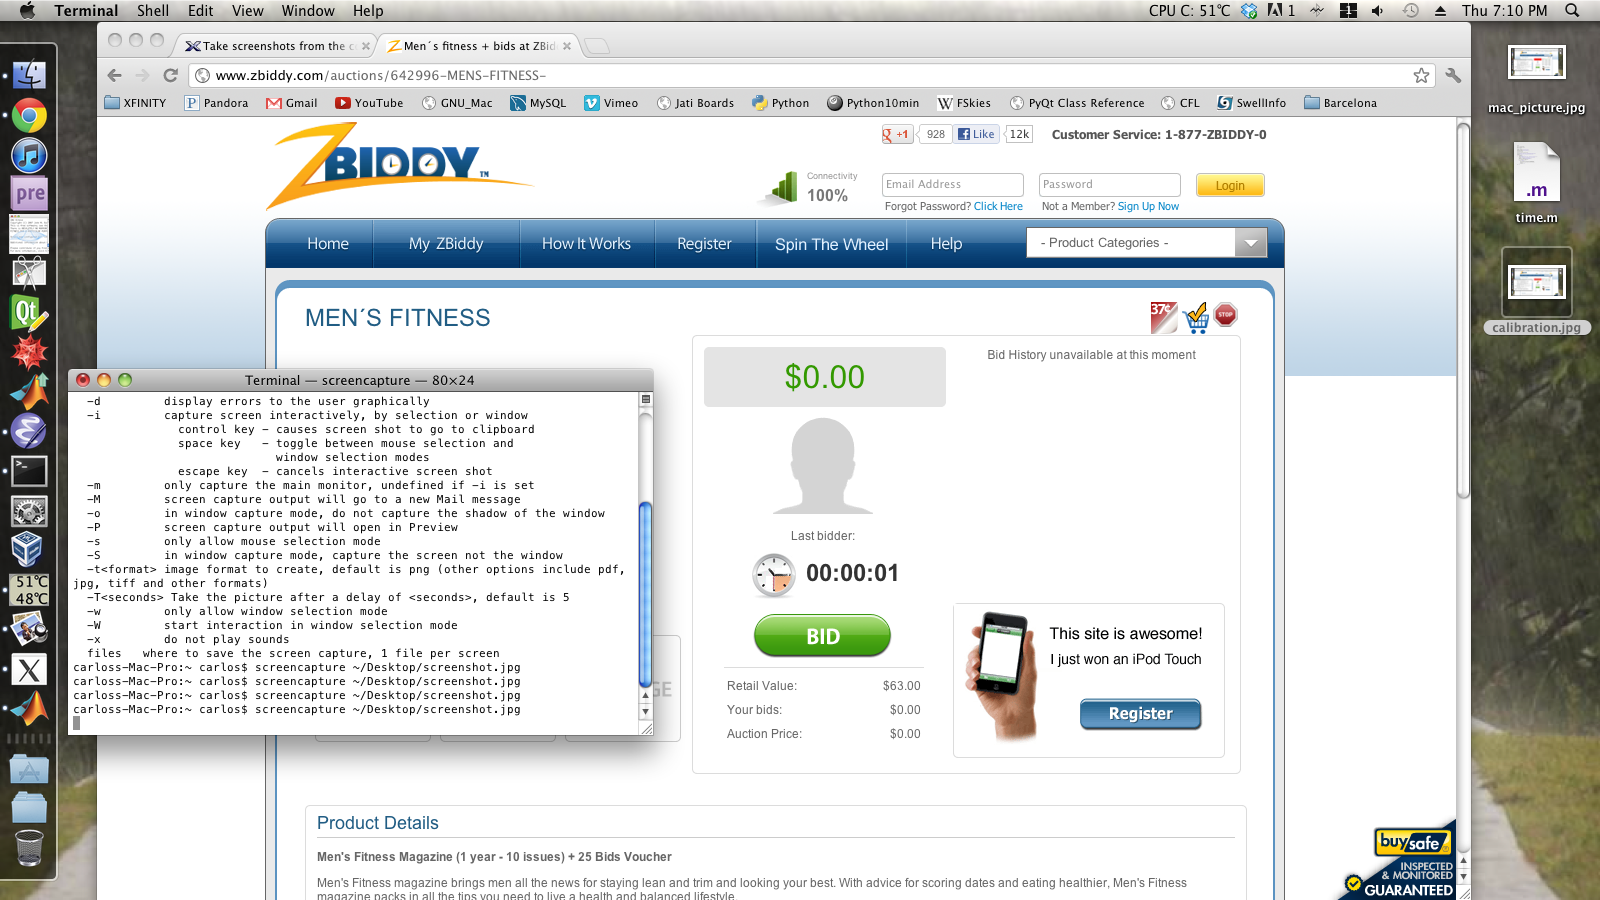 Terminal Shell Edit View Window Help CPU C: 51°C 1 Thu 7:10 PM
Take screenshots from the c
Men´s fitness + bids at ZBid
www.zbiddy.com/auctions/642996-MENS-FITNESS-
XFINITY Pandora Gmail YouTube GNU_Mac MySQL Vimeo Jati Boards Python Python10min FSkies PyQt Class Reference CFL SwellInfo Barcelona
ZBIDDY TM
+1 928 Like 12k Customer Service: 1-877-ZBIDDY-0
Connectivity
100%
Email Address Password Login
Forgot Password? Click Here Not a Member? Sign Up Now
Home My ZBiddy How It Works Register Spin The Wheel Help - Product Categories -
MEN´S FITNESS
37¢ STOP
$0.00
Bid History unavailable at this moment
Last bidder:
00:00:01
BID
Retail Value: $63.00
Your bids: $0.00
Auction Price: $0.00
This site is awesome!
I just won an iPod Touch
Register
Terminal — screencapture — 80×24
-d display errors to the user graphically
-i capture screen interactively, by selection or window
control key - causes screen shot to go to clipboard
space key - toggle between mouse selection and
window selection modes
escape key - cancels interactive screen shot
-m only capture the main monitor, undefined if -i is set
-M screen capture output will go to a new Mail message
-o in window capture mode, do not capture the shadow of the window
-P screen capture output will open in Preview
-s only allow mouse selection mode
-S in window capture mode, capture the screen not the window
-t<format> image format to create, default is png (other options include pdf,
jpg, tiff and other formats)
-T<seconds> Take the picture after a delay of <seconds>, default is 5
-w only allow window selection mode
-W start interaction in window selection mode
-x do not play sounds
files where to save the screen capture, 1 file per screen
carloss-Mac-Pro:~ carlos$ screencapture ~/Desktop/screenshot.jpg
carloss-Mac-Pro:~ carlos$ screencapture ~/Desktop/screenshot.jpg
carloss-Mac-Pro:~ carlos$ screencapture ~/Desktop/screenshot.jpg
carloss-Mac-Pro:~ carlos$ screencapture ~/Desktop/screenshot.jpg
GE
Product Details
Men's Fitness Magazine (1 year - 10 issues) + 25 Bids Voucher
Men's Fitness magazine brings men all the news for staying lean and trim and looking your best. With advice for scoring dates and eating healthier, Men's Fitness
magazine packs in all the tips you need to live a health and balanced lifestyle.
buySafe
INSPECTED
& MONITORED
GUARANTEED
mac_picture.jpg
.m
time.m
calibration.jpg
pre
Qt
51°C
48°C
X